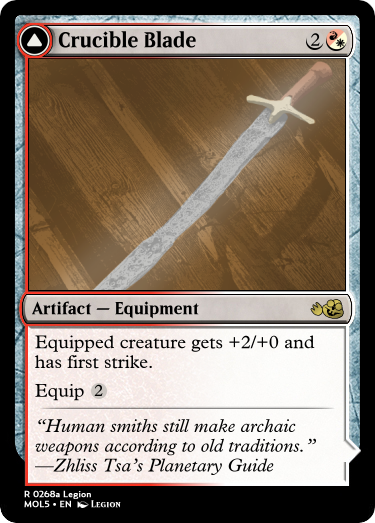 Crucible Blade 2
Artifact — Equipment
Equipped creature gets +2/+0 and
has first strike.
Equip 2
“Human smiths still make archaic
weapons according to old traditions.”
—Zhliss Tsa’s Planetary Guide
R 0268a Legion
MOL5 • EN Legion